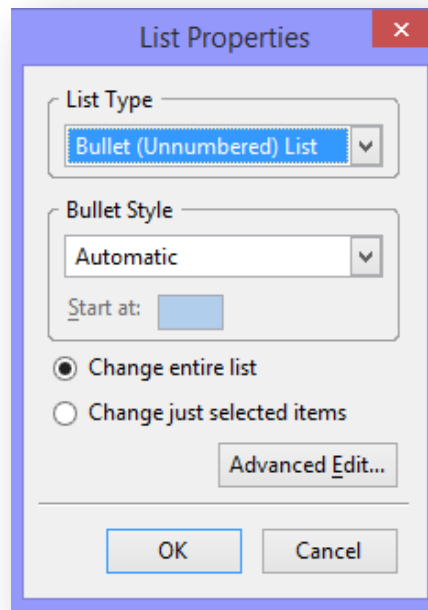 List Properties
List Type
Bullet (Unnumbered) List
Bullet Style
Automatic
Start at:
Change entire list
Change just selected items
Advanced Edit...
OK
Cancel